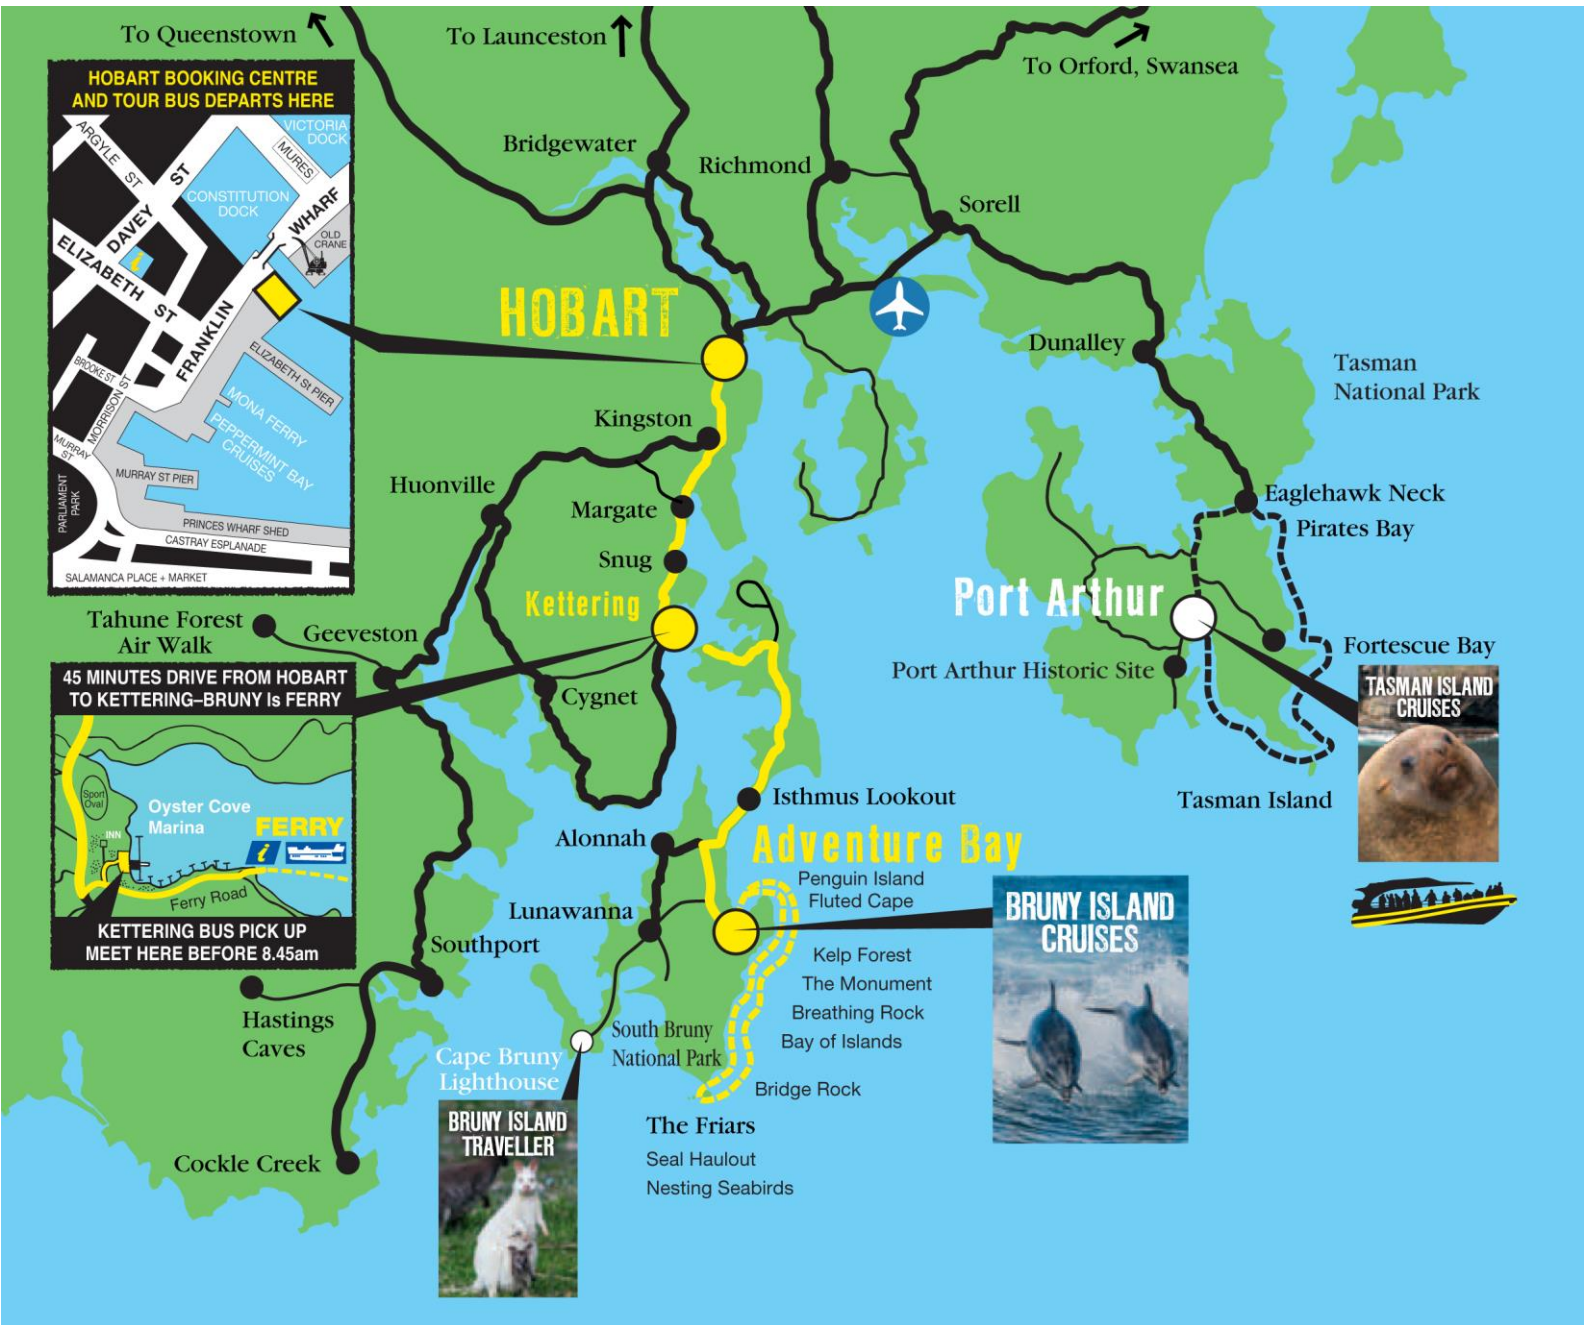 To Queenstown
To Launceston
To Orford, Swansea
HOBART BOOKING CENTRE
AND TOUR BUS DEPARTS HERE
VICTORIA
DOCK
ARGYLE ST
MURES
DAVEY ST
CONSTITUTION
DOCK
WHARF
OLD
CRANE
ELIZABETH ST
i
FRANKLIN
ELIZABETH St PIER
BROOKE ST
MORRISON ST
MONA FERRY
PEPPERMINT BAY
CRUISES
MURRAY
ST
MURRAY ST PIER
PARLIAMENT
PARK
PRINCES WHARF SHED
CASTRAY ESPLANADE
SALAMANCA PLACE + MARKET
Bridgewater
Richmond
Sorell
HOBART
Dunalley
Tasman
National Park
Kingston
Huonville
Margate
Eaglehawk Neck
Pirates Bay
Snug
Kettering
Port Arthur
Tahune Forest
Air Walk
Geeveston
Fortescue Bay
Port Arthur Historic Site
Cygnet
TASMAN ISLAND
CRUISES
45 MINUTES DRIVE FROM HOBART
TO KETTERING–BRUNY Is FERRY
Sport
Oval
Oyster Cove
Marina
INN
FERRY
i
Ferry Road
KETTERING BUS PICK UP
MEET HERE BEFORE 8.45am
Isthmus Lookout
Tasman Island
Alonnah
Adventure Bay
Penguin Island
Fluted Cape
Lunawanna
BRUNY ISLAND
CRUISES
Southport
Kelp Forest
The Monument
Breathing Rock
Bay of Islands
Hastings
Caves
South Bruny
National Park
Cape Bruny
Lighthouse
Bridge Rock
BRUNY ISLAND
TRAVELLER
The Friars
Seal Haulout
Nesting Seabirds
Cockle Creek